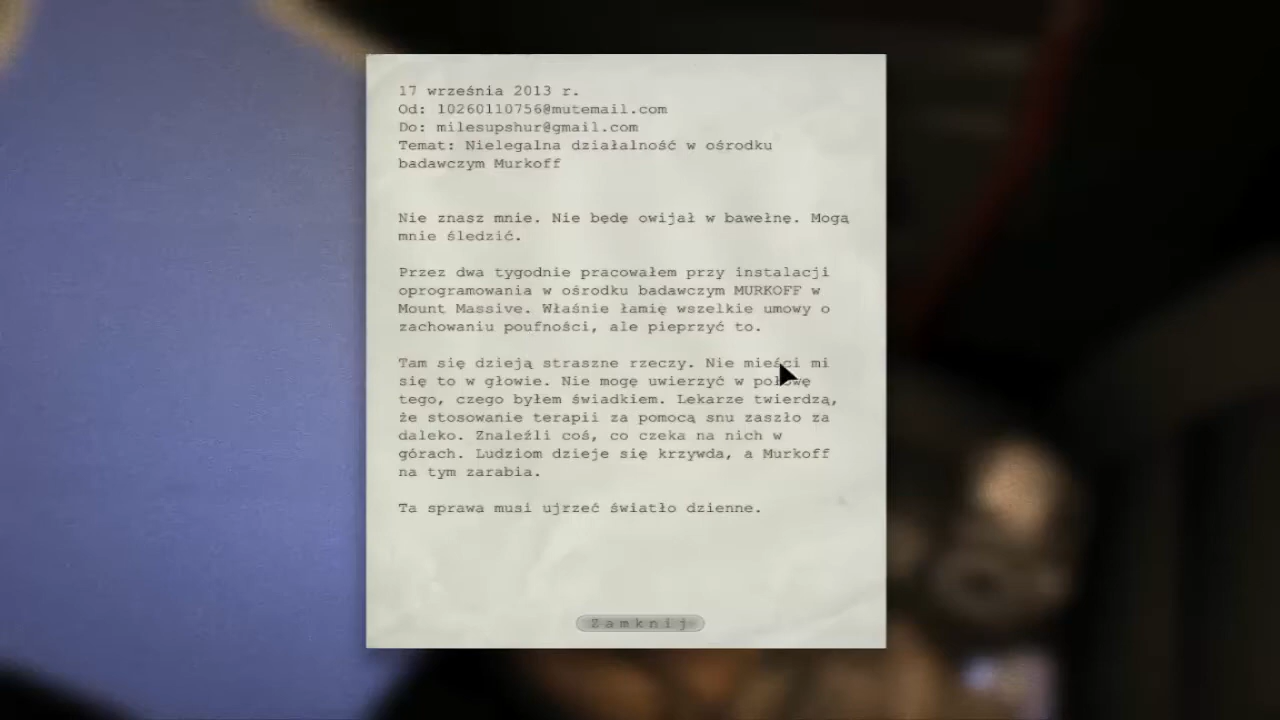 17 września 2013 r.
Od: 10260110756@mutemail.com
Do: milesupshur@gmail.com
Temat: Nielegalna działalność w ośrodku
badawczym Murkoff
Nie znasz mnie. Nie będę owijał w bawełnę. Mogą
mnie śledzić.
Przez dwa tygodnie pracowałem przy instalacji
oprogramowania w ośrodku badawczym MURKOFF w
Mount Massive. Właśnie łamię wszelkie umowy o
zachowaniu poufności, ale pieprzyć to.
Tam się dzieją straszne rzeczy. Nie mieści mi
się to w głowie. Nie mogę uwierzyć w połowę
tego, czego byłem świadkiem. Lekarze twierdzą,
że stosowanie terapii za pomocą snu zaszło za
daleko. Znaleźli coś, co czeka na nich w
górach. Ludziom dzieje się krzywda, a Murkoff
na tym zarabia.
Ta sprawa musi ujrzeć światło dzienne.
Zamknij